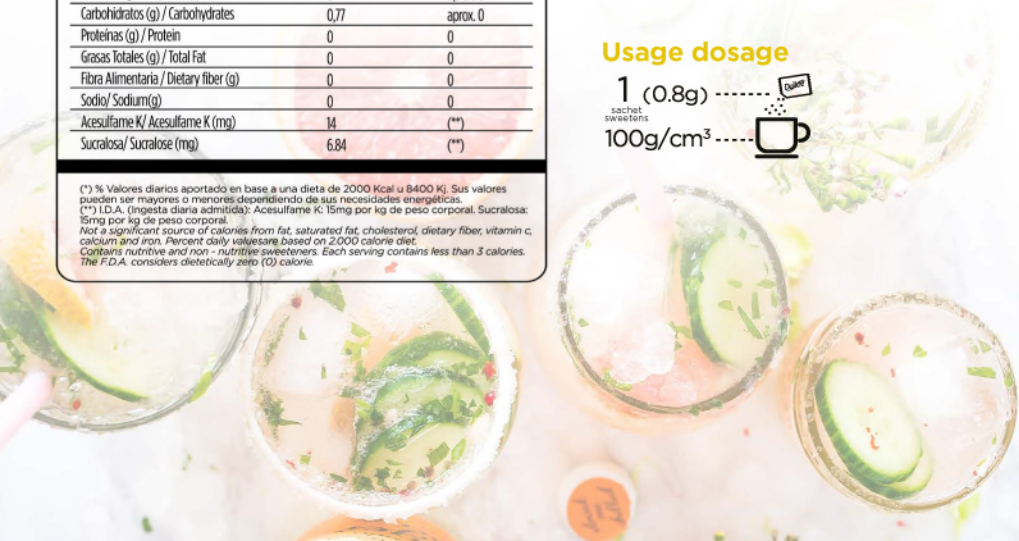 Carbohidratos (g) / Carbohydrates 0,77 aprox. 0
Proteínas (g) / Protein 0 0
Grasas Totales (g) / Total Fat 0 0
Fibra Alimentaria / Dietary fiber (g) 0 0
Sodio/ Sodium(g) 0 0
Acesulfame K/ Acesulfame K (mg) 14 (**)
Sucralosa/ Sucralose (mg) 6.84 (**)
(*) % Valores diarios aportado en base a una dieta de 2000 Kcal u 8400 Kj. Sus valores
pueden ser mayores o menores dependiendo de sus necesidades energéticas.
(**) I.D.A. (Ingesta diaria admitida): Acesulfame K: 15mg por kg de peso corporal. Sucralosa:
15mg por kg de peso corporal.
Not a significant source of calories from fat, saturated fat, cholesterol, dietary fiber, vitamin c,
calcium and iron. Percent daily valuesare based on 2.000 calorie diet.
Contains nutritive and non - nutritive sweeteners. Each serving contains less than 3 calories.
The F.D.A. considers dietetically zero (0) calorie.
Usage dosage
1 (0.8g)
sachet
sweetens
100g/cm³